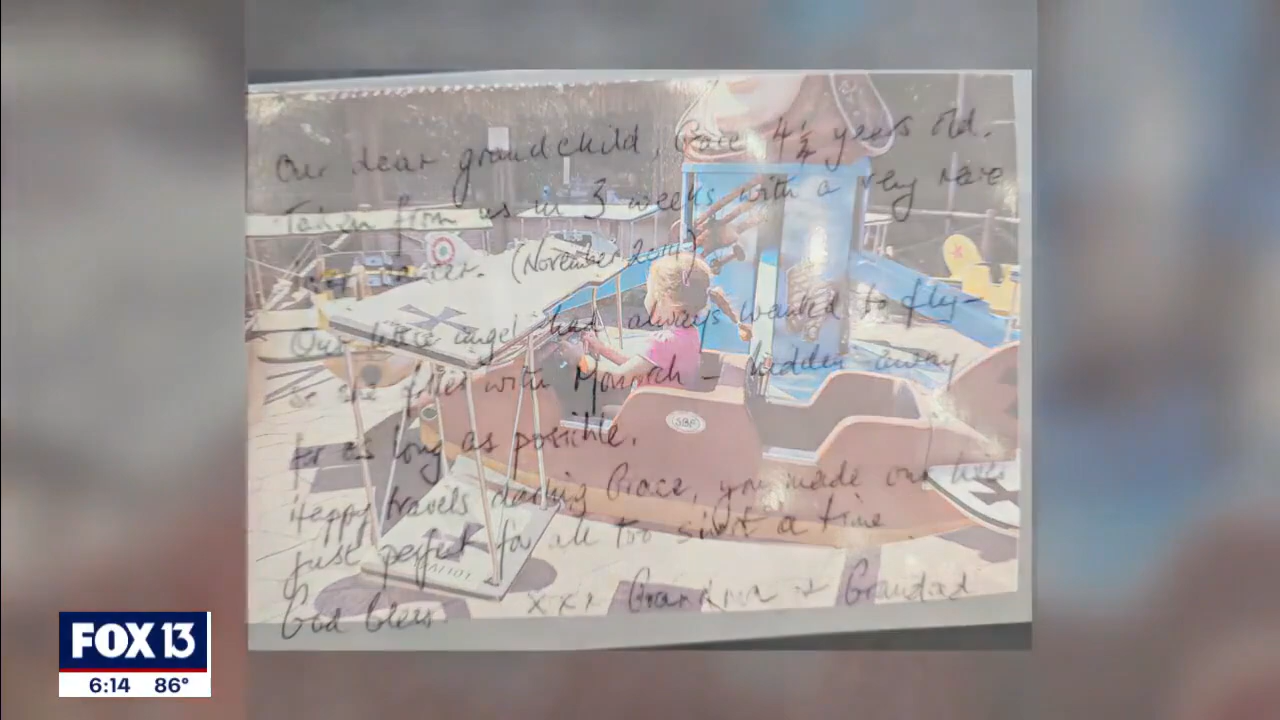 Our dear grandchild, Grace 4½ years old.
Taken from us in 3 weeks with a very rare
cancer. (November 2014)
Our little angel had always wanted to fly –
so she flies with Monarch – hidden away
for as long as possible.
Happy travels darling Grace, you made our lives
just perfect for all too short a time
God bless. xxx Grandma & Grandad
SBF
FOX 13
6:14 86°